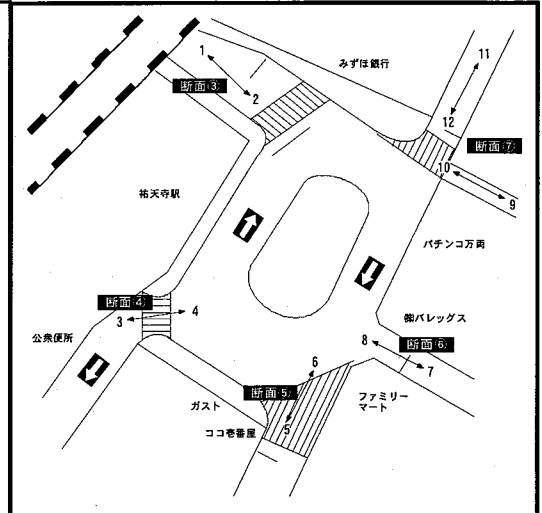 1
2
断面(3)
みずほ銀行
11
12
断面(7)
10
9
祐天寺駅
パチンコ万両
断面(4)
3
4
公衆便所
㈱バレッグス
8
断面(6)
7
6
断面(5)
5
ガスト
ココ壱番屋
ファミリー
マート